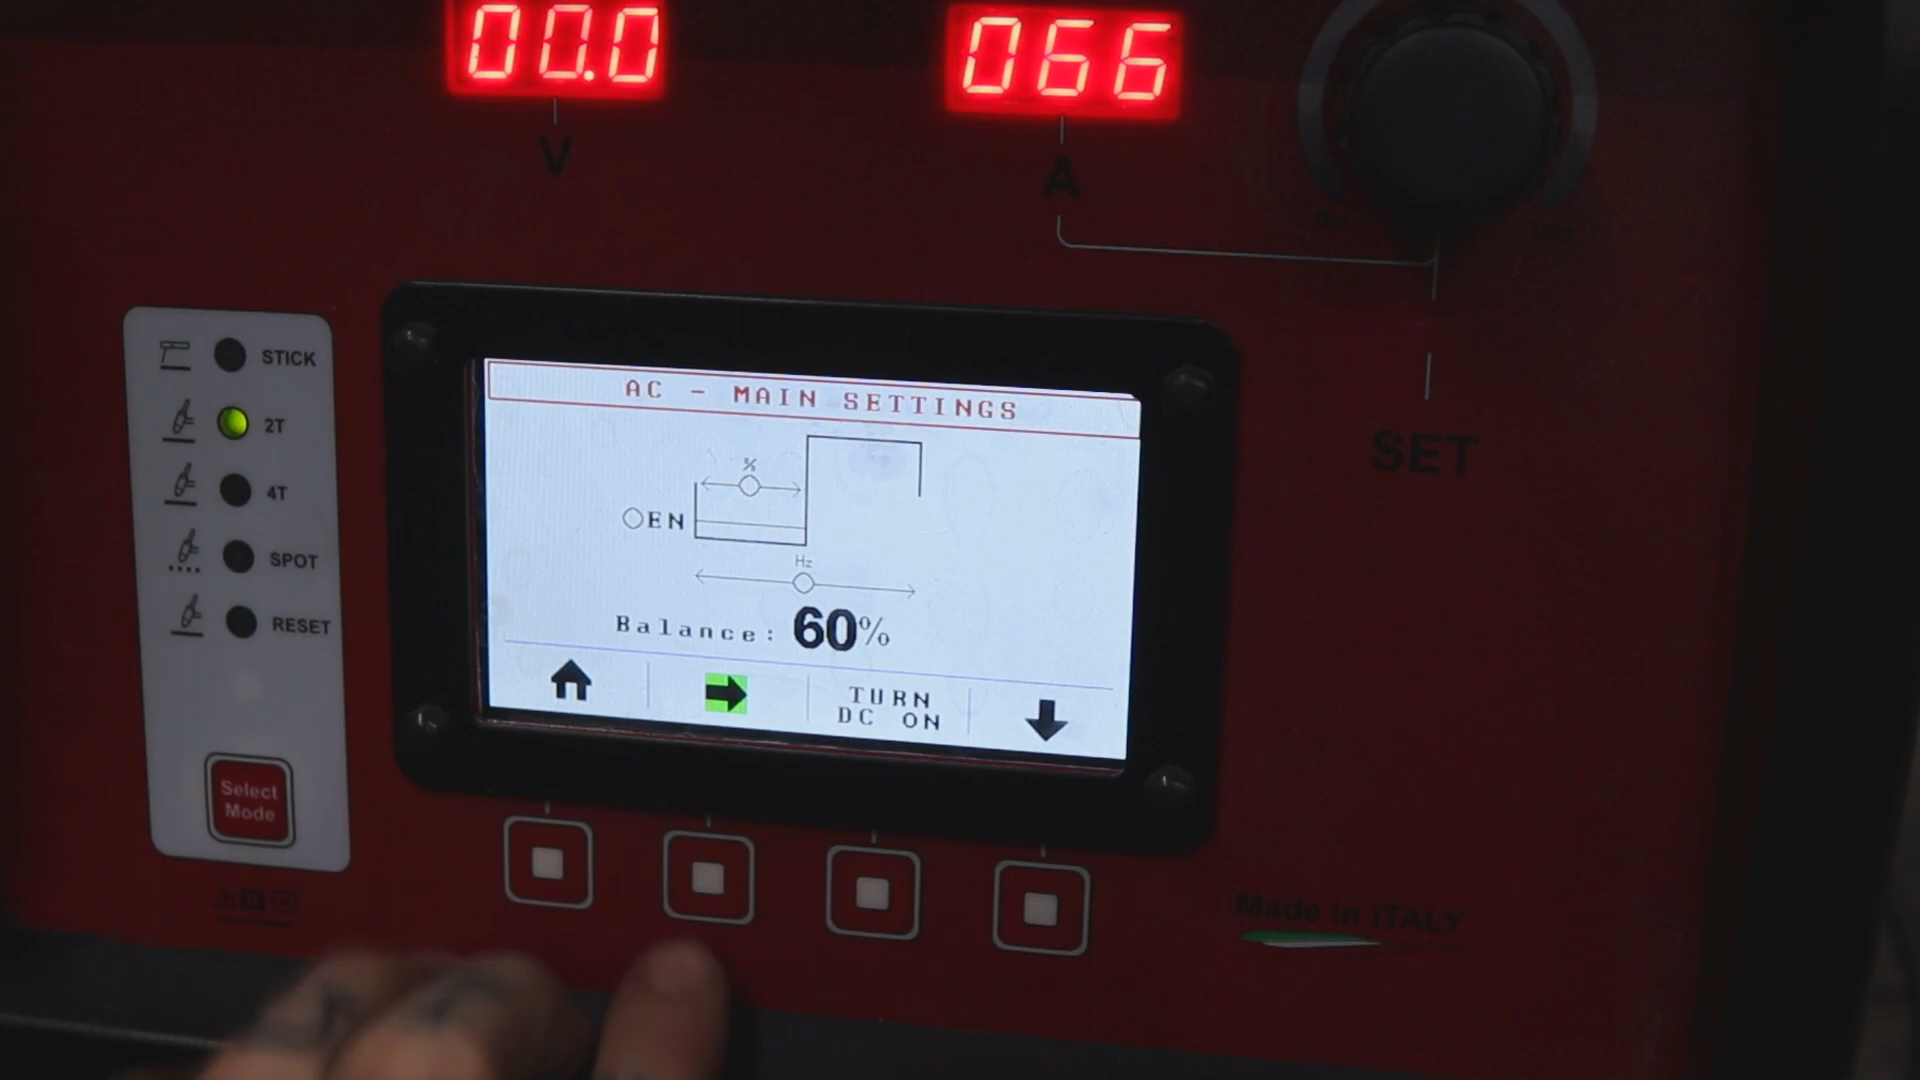 00.0
066
V
A
STICK
2T
4T
SPOT
RESET
Select
Mode
AC - MAIN SETTINGS
%
EN
Hz
Balance: 60%
TURN
DC ON
SET
Made in ITALY